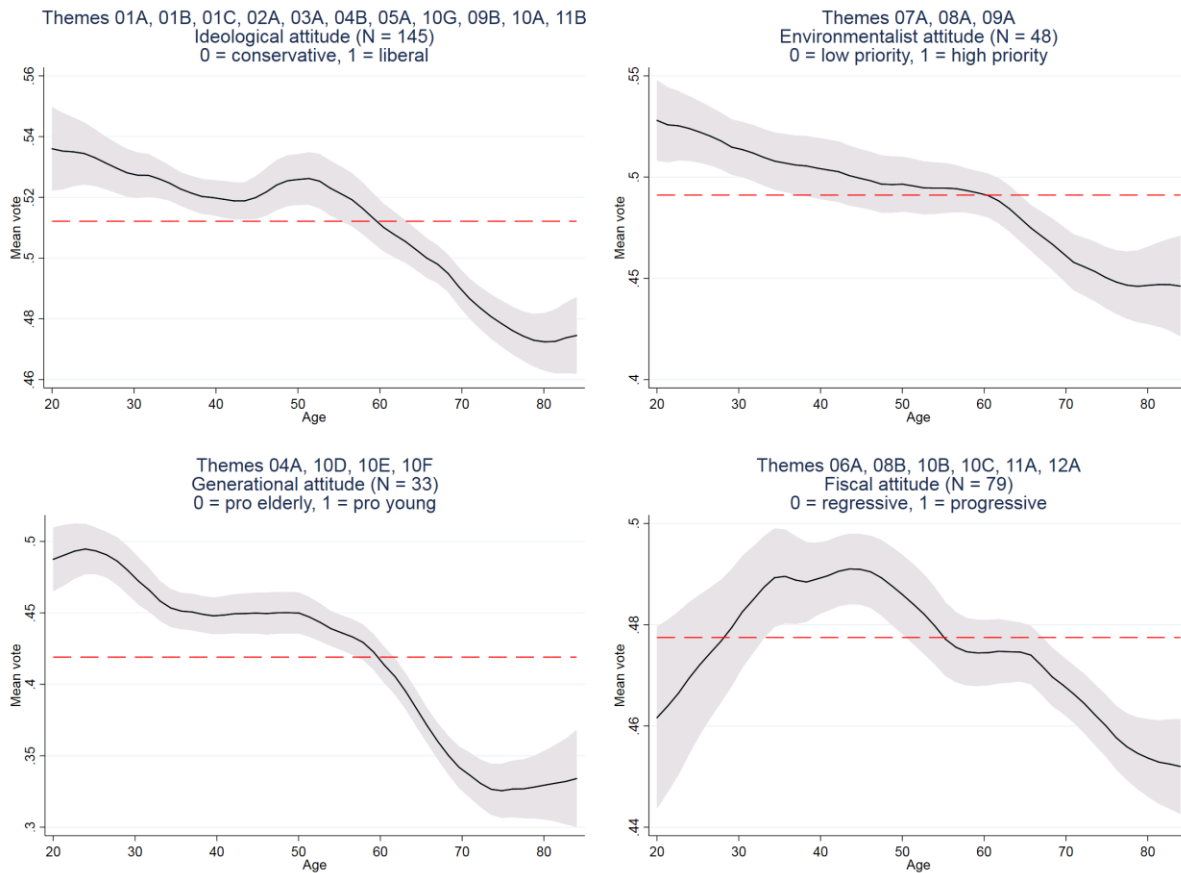 Themes 01A, 01B, 01C, 02A, 03A, 04B, 05A, 10G, 09B, 10A, 11B
Ideological attitude (N = 145)
0 = conservative, 1 = liberal
.56
.54
.52
.5
.48
.46
Mean vote
20 30 40 50 60 70 80
Age
Themes 07A, 08A, 09A
Environmentalist attitude (N = 48)
0 = low priority, 1 = high priority
.55
.5
.45
.4
Mean vote
20 30 40 50 60 70 80
Age
Themes 04A, 10D, 10E, 10F
Generational attitude (N = 33)
0 = pro elderly, 1 = pro young
.5
.45
.4
.35
.3
Mean vote
20 30 40 50 60 70 80
Age
Themes 06A, 08B, 10B, 10C, 11A, 12A
Fiscal attitude (N = 79)
0 = regressive, 1 = progressive
.5
.48
.46
.44
Mean vote
20 30 40 50 60 70 80
Age